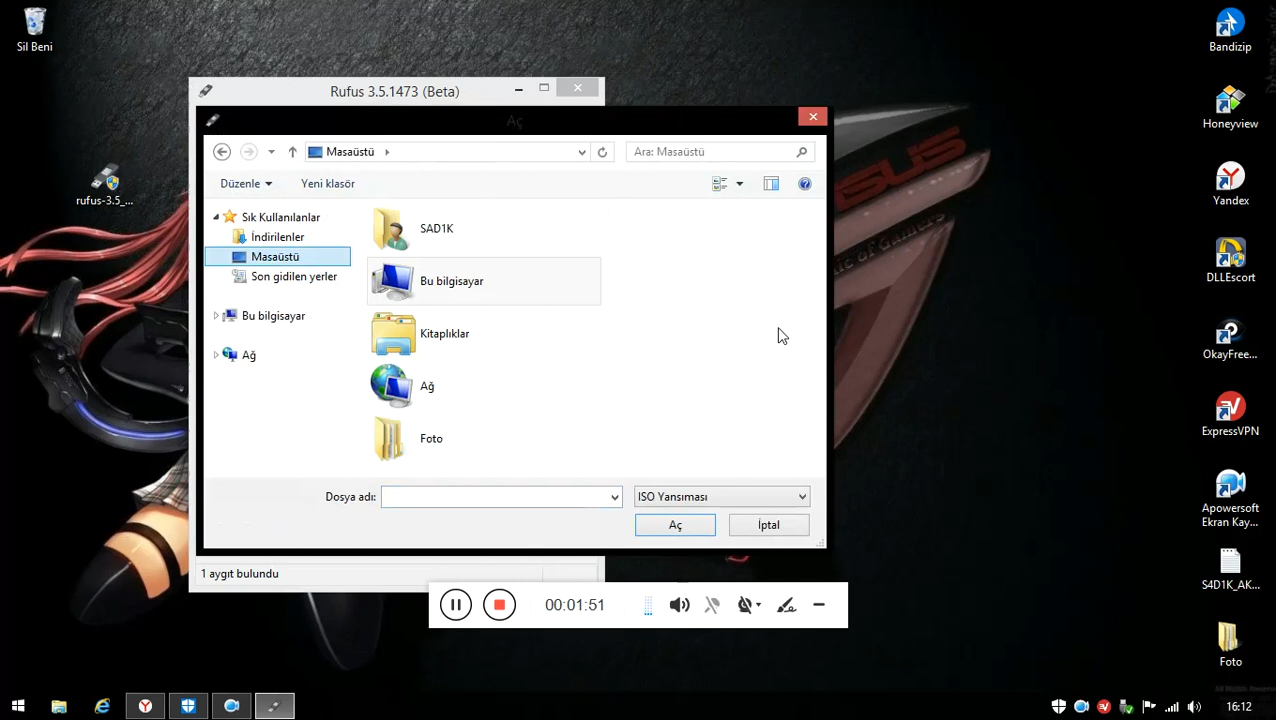 Sil Beni
rufus-3.5_...
Rufus 3.5.1473 (Beta)
Aç
Masaüstü
Ara: Masaüstü
Düzenle
Yeni klasör
Sık Kullanılanlar
İndirilenler
Masaüstü
Son gidilen yerler
Bu bilgisayar
Ağ
SAD1K
Bu bilgisayar
Kitaplıklar
Ağ
Foto
Dosya adı:
ISO Yansıması
Aç
İptal
1 aygıt bulundu
00:01:51
ASUS
of Gamers
Bandizip
Honeyview
Yandex
DLLEscort
OkayFree...
ExpressVPN
Apowersoft
Ekran Kay...
S4D1K_AK...
Foto
16:12